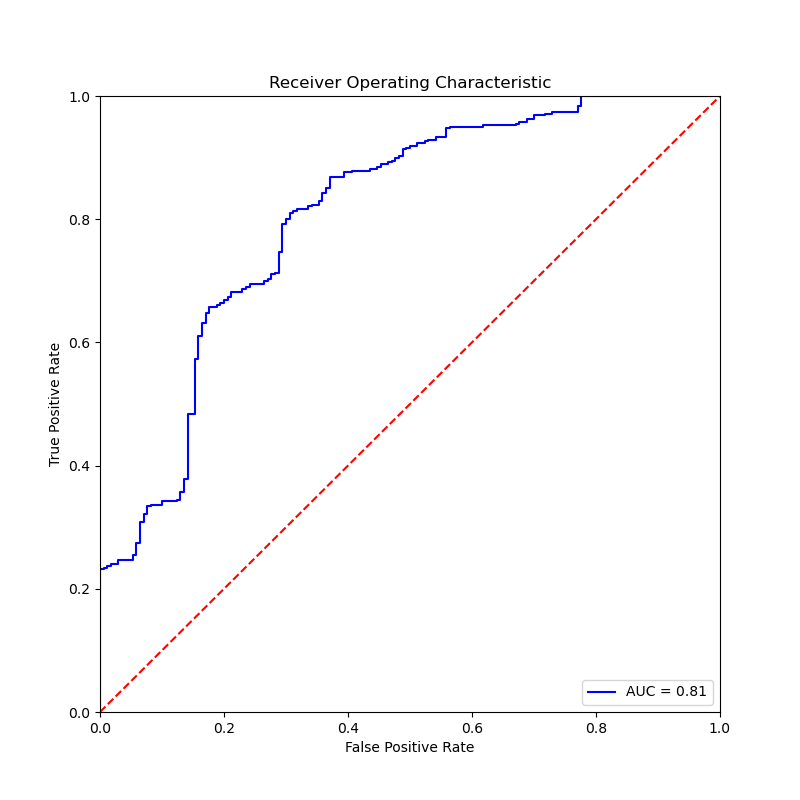 Receiver Operating Characteristic
1.0
0.8
0.6
0.4
0.2
0.0
True Positive Rate
AUC = 0.81
0.0 0.2 0.4 0.6 0.8 1.0
False Positive Rate